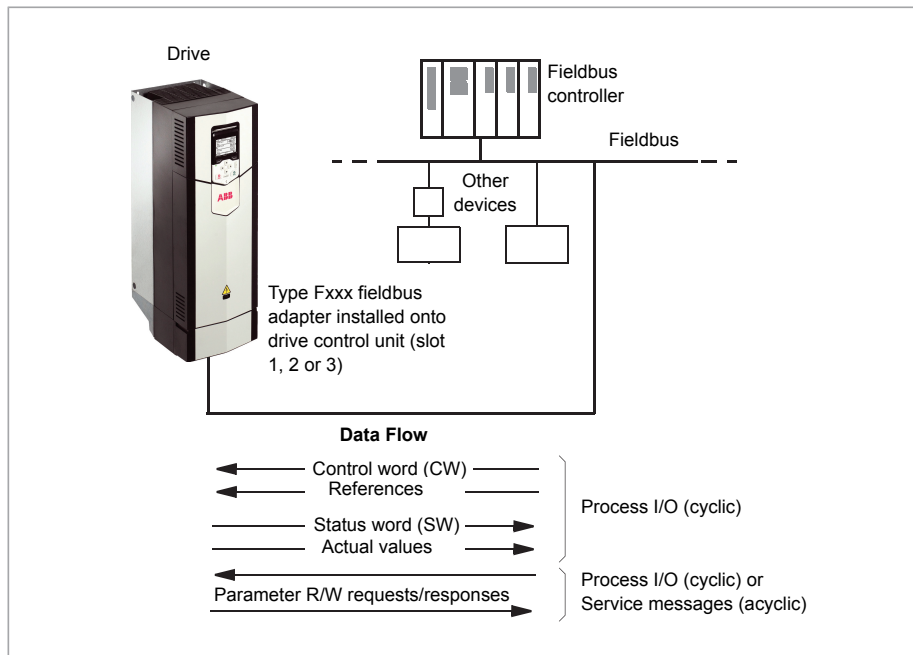 Drive
Fieldbus
controller
Fieldbus
Other
devices
ABB
Type Fxxx fieldbus
adapter installed onto
drive control unit (slot
1, 2 or 3)
Data Flow
Control word (CW)
References
Process I/O (cyclic)
Status word (SW)
Actual values
Parameter R/W requests/responses
Process I/O (cyclic) or
Service messages (acyclic)